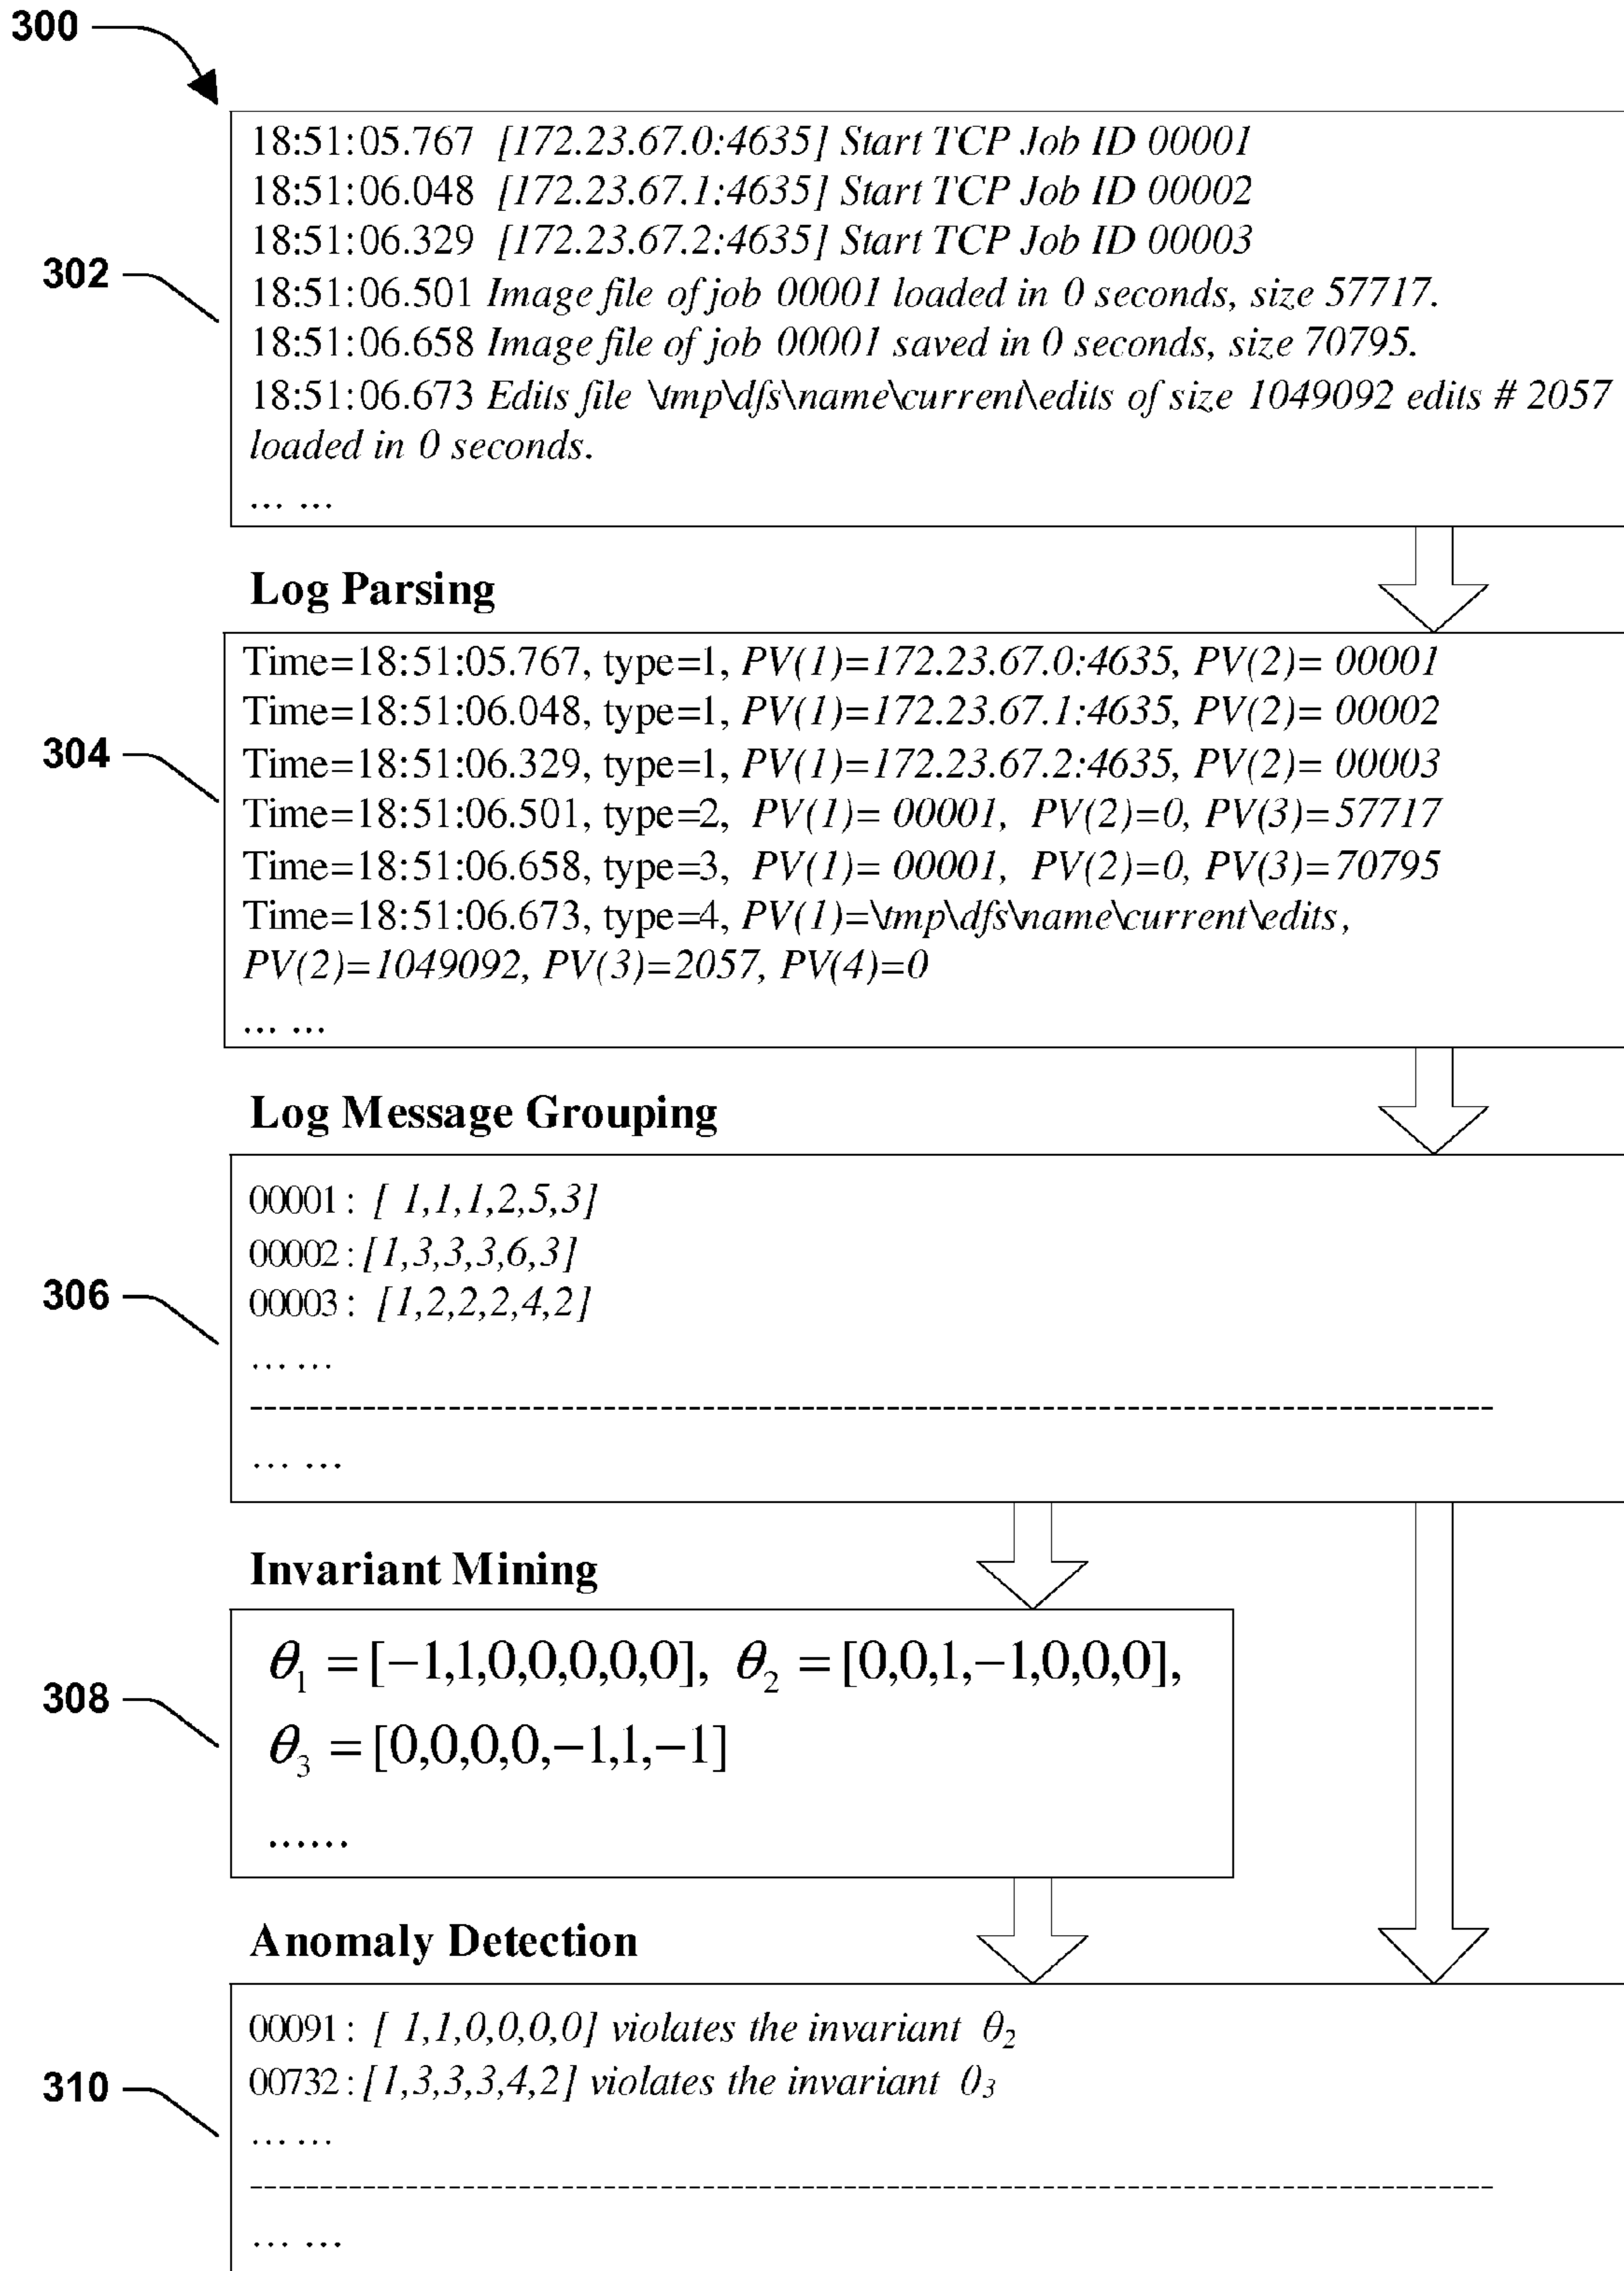 300
18:51:05.767 [172.23.67.0:4635] Start TCP Job ID 00001
18:51:06.048 [172.23.67.1:4635] Start TCP Job ID 00002
18:51:06.329 [172.23.67.2:4635] Start TCP Job ID 00003
302
18:51:06.501 Image file of job 00001 loaded in 0 seconds, size 57717.
18:51:06.658 Image file of job 00001 saved in 0 seconds, size 70795.
18:51:06.673 Edits file \tmp\dfs\name\current\edits of size 1049092 edits # 2057
loaded in 0 seconds.
... ...
Log Parsing
Time=18:51:05.767, type=1, PV(1)=172.23.67.0:4635, PV(2)= 00001
Time=18:51:06.048, type=1, PV(1)=172.23.67.1:4635, PV(2)= 00002
304
Time=18:51:06.329, type=1, PV(1)=172.23.67.2:4635, PV(2)= 00003
Time=18:51:06.501, type=2, PV(1)= 00001, PV(2)=0, PV(3)=57717
Time=18:51:06.658, type=3, PV(1)= 00001, PV(2)=0, PV(3)=70795
Time=18:51:06.673, type=4, PV(1)=\tmp\dfs\name\current\edits,
PV(2)=1049092, PV(3)=2057, PV(4)=0
... ...
Log Message Grouping
00001: [ 1,1,1,2,5,3]
00002:[1,3,3,3,6,3]
306
00003: [1,2,2,2,4,2]
... ...
... ...
Invariant Mining
θ1 = [−1,1,0,0,0,0,0], θ2 = [0,0,1,−1,0,0,0],
308
θ3 = [0,0,0,0,−1,1,−1]
......
Anomaly Detection
00091: [ 1,1,0,0,0,0] violates the invariant θ2
310
00732:[1,3,3,3,4,2] violates the invariant θ3
... ...
... ...